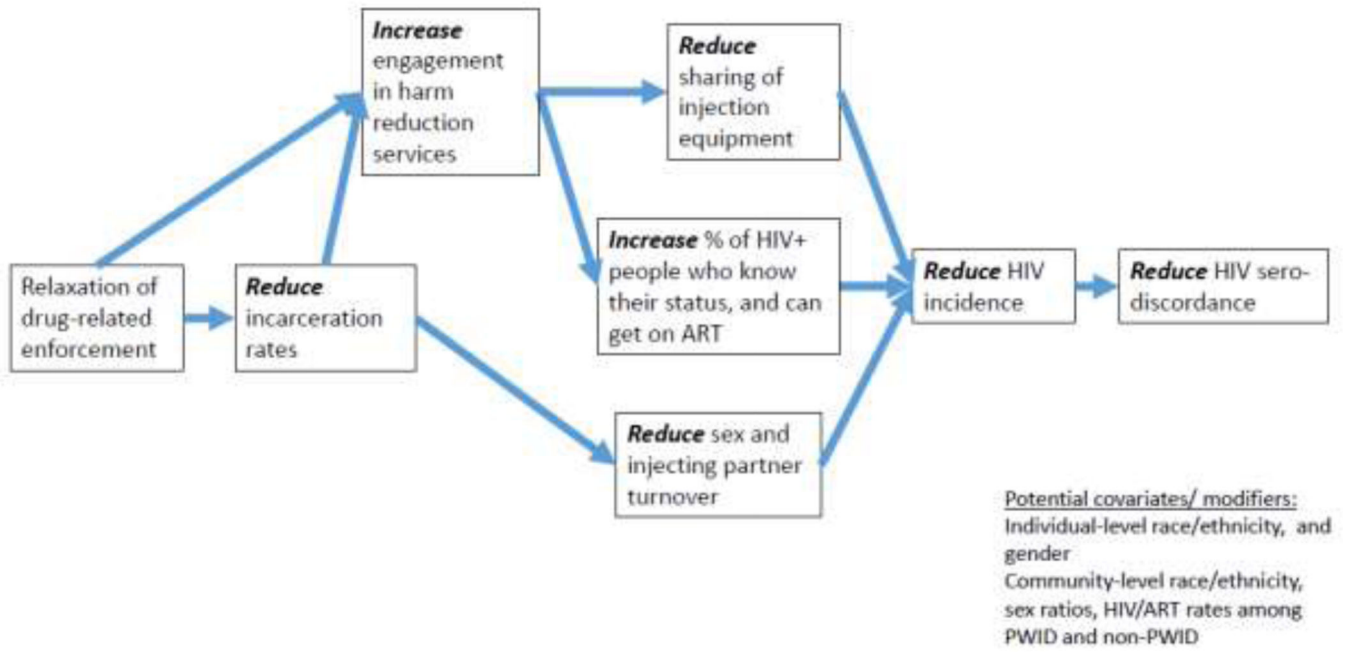 Increase
engagement
in harm
reduction
services
Reduce
sharing of
injection
equipment
Increase % of HIV+
people who know
their status, and can
get on ART
Relaxation of
drug-related
enforcement
Reduce
incarceration
rates
Reduce HIV
incidence
Reduce HIV sero-
discordance
Reduce sex and
injecting partner
turnover
Potential covariates/ modifiers:
Individual-level race/ethnicity, and
gender
Community-level race/ethnicity,
sex ratios, HIV/ART rates among
PWID and non-PWID